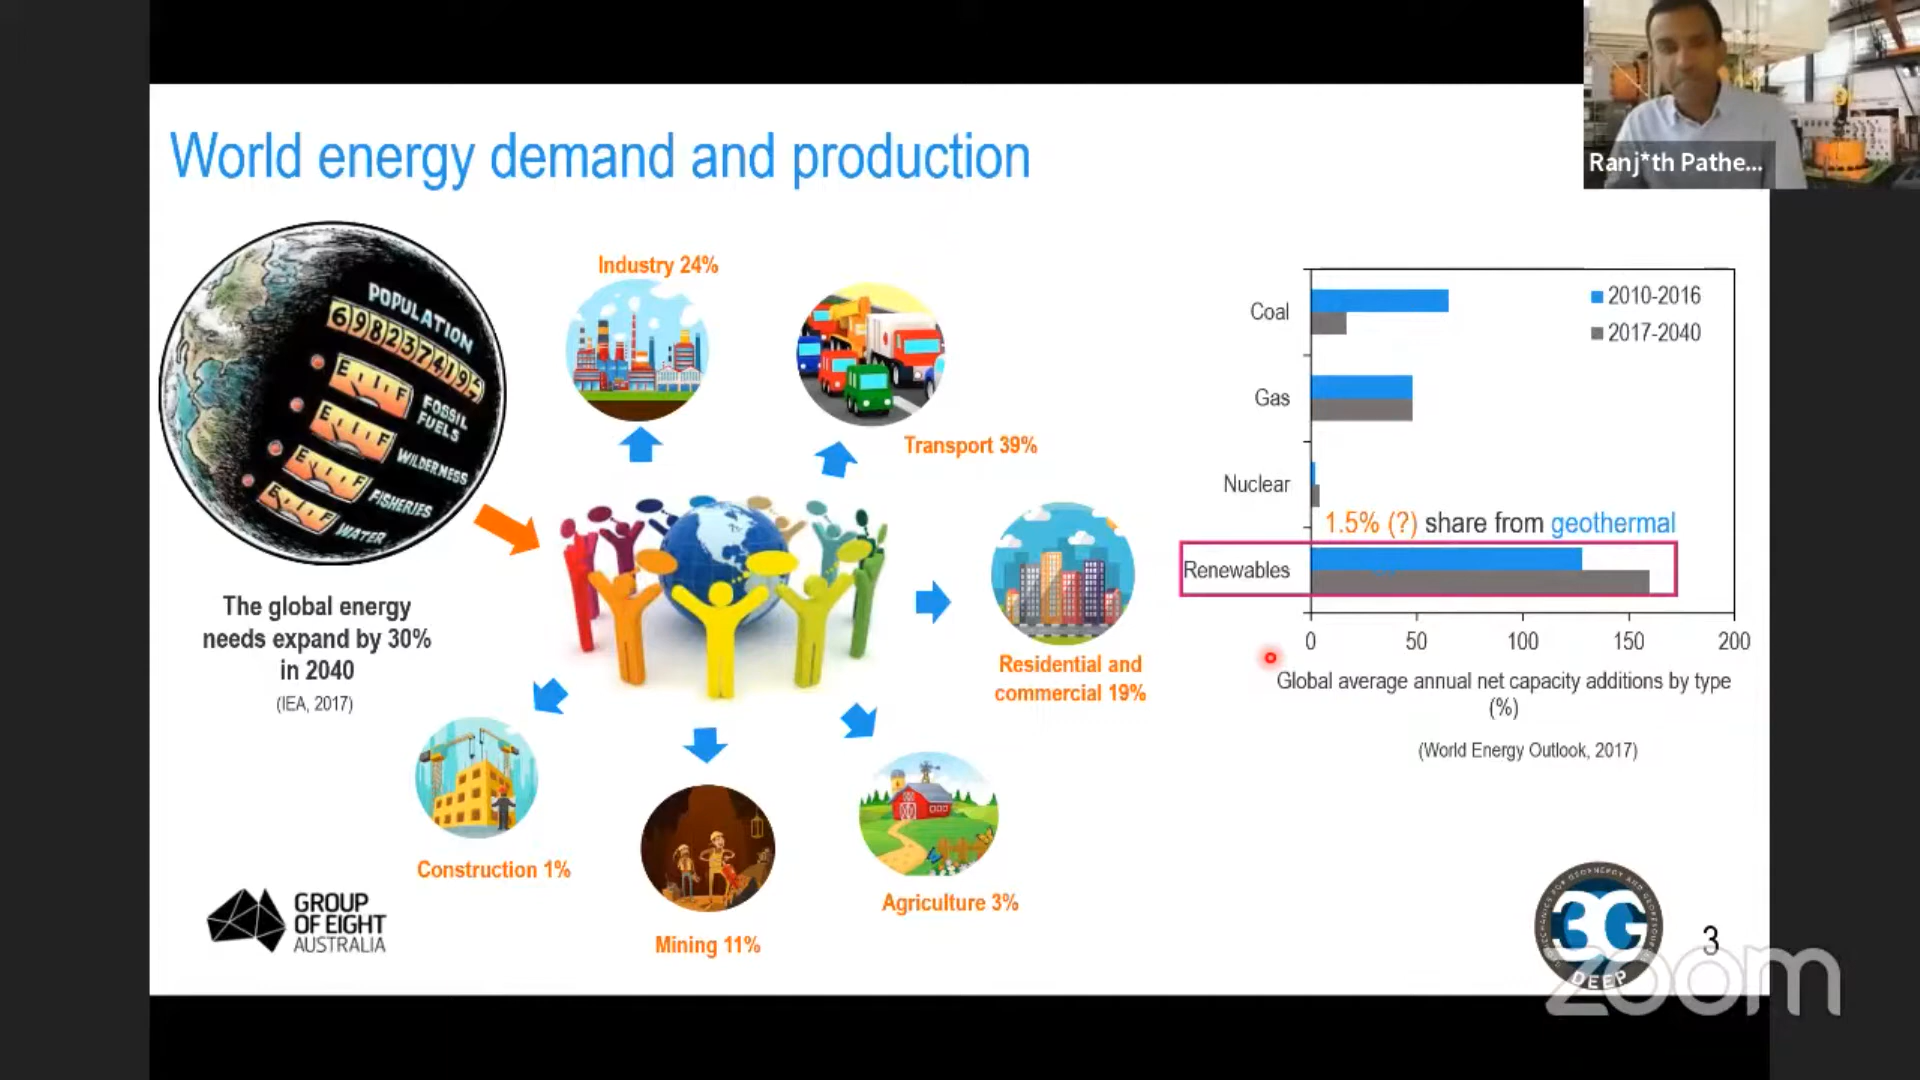 World energy demand and production
Ranj*th Pathe...
POPULATION
FOSSIL
FUELS
WILDERNESS
FISHERIES
WATER
E F
E F
E F
E F
The global energy
needs expand by 30%
in 2040
(IEA, 2017)
Industry 24%
Transport 39%
Residential and
commercial 19%
Agriculture 3%
Mining 11%
Construction 1%
Coal
Gas
Nuclear
Renewables
2010-2016
2017-2040
1.5% (?) share from geothermal
0 50 100 150 200
Global average annual net capacity additions by type
(%)
(World Energy Outlook, 2017)
GROUP
OF EIGHT
AUSTRALIA
3G
DEEP
3
zoom